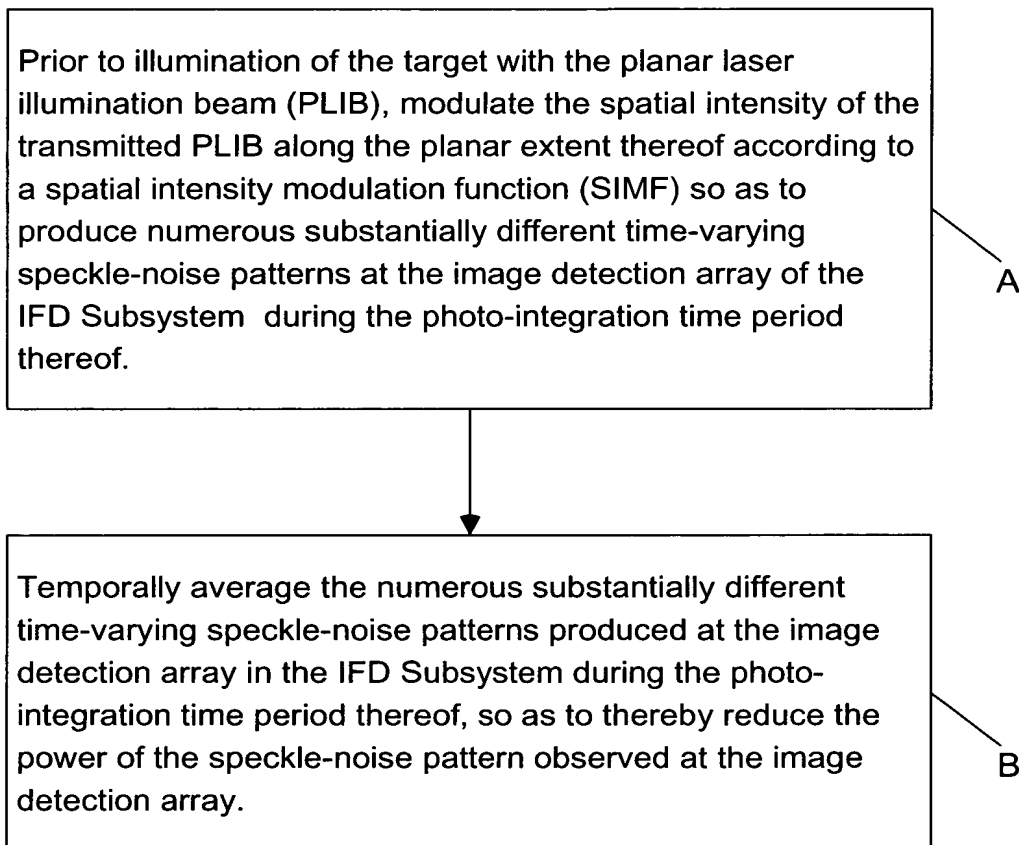 Prior to illumination of the target with the planar laser
illumination beam (PLIB), modulate the spatial intensity of the
transmitted PLIB along the planar extent thereof according to
a spatial intensity modulation function (SIMF) so as to
produce numerous substantially different time-varying
speckle-noise patterns at the image detection array of the
IFD Subsystem during the photo-integration time period
thereof.
A
Temporally average the numerous substantially different
time-varying speckle-noise patterns produced at the image
detection array in the IFD Subsystem during the photo-
integration time period thereof, so as to thereby reduce the
power of the speckle-noise pattern observed at the image
detection array.
B